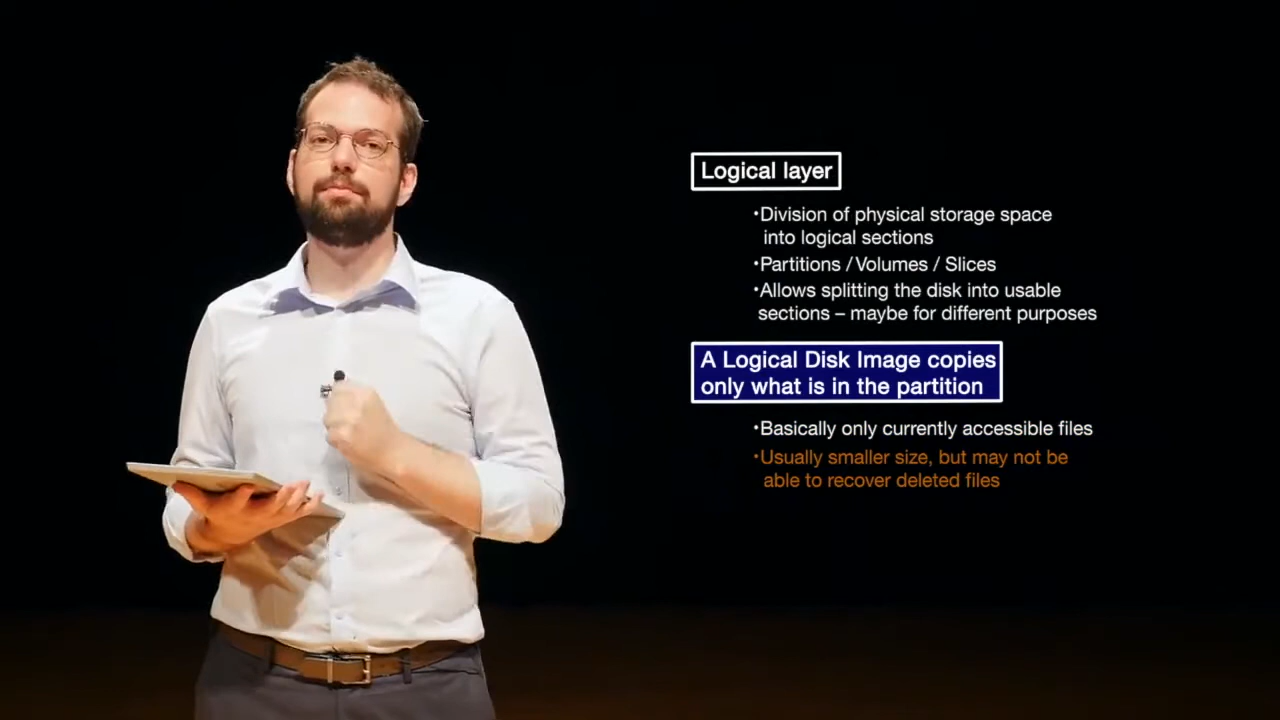 Logical layer
•Division of physical storage space
into logical sections
•Partitions / Volumes / Slices
•Allows splitting the disk into usable
sections – maybe for different purposes
A Logical Disk Image copies
only what is in the partition
•Basically only currently accessible files
•Usually smaller size, but may not be
able to recover deleted files